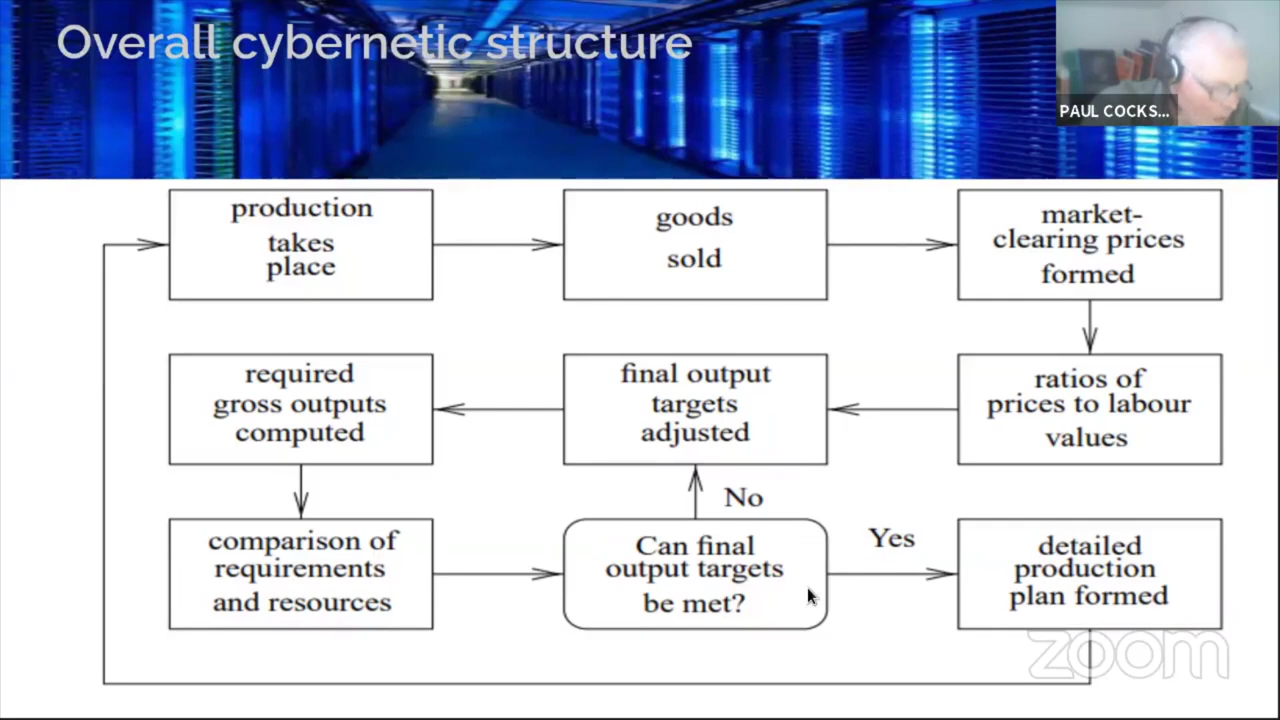 Overall cybernetic structure
PAUL COCKS...
production
takes
place
goods
sold
market-
clearing prices
formed
required
gross outputs
computed
final output
targets
adjusted
ratios of
prices to labour
values
No
Yes
comparison of
requirements
and resources
Can final
output targets
be met?
detailed
production
plan formed
zoom